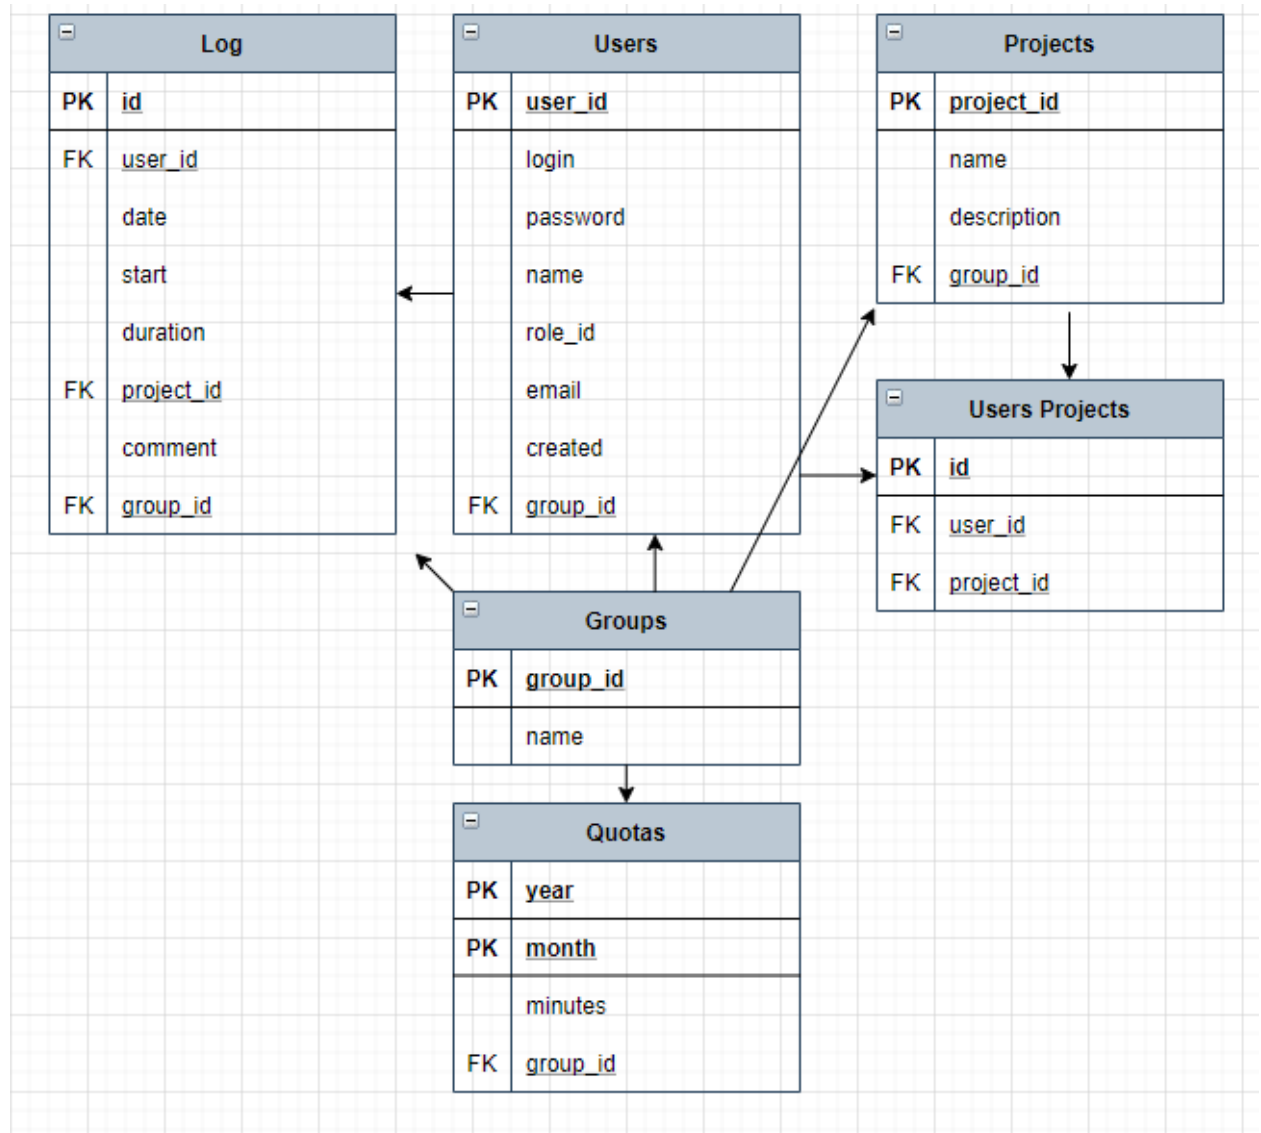 Log
PK id
FK user_id
date
start
duration
FK project_id
comment
FK group_id
Users
PK user_id
login
password
name
role_id
email
created
FK group_id
Projects
PK project_id
name
description
FK group_id
Users Projects
PK id
FK user_id
FK project_id
Groups
PK group_id
name
Quotas
PK year
PK month
minutes
FK group_id